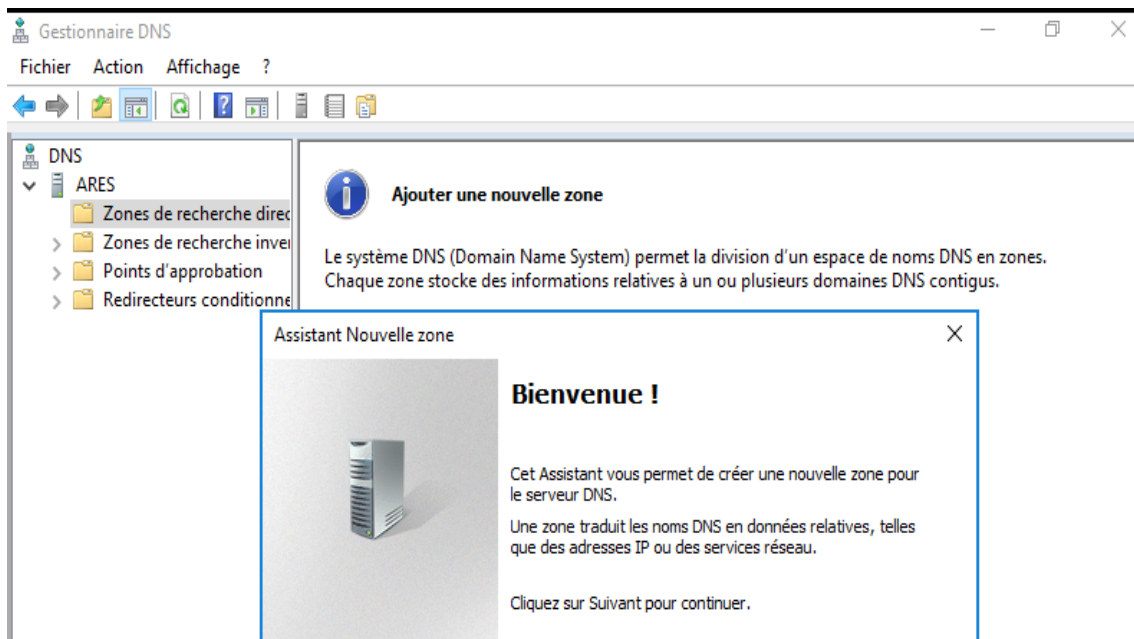 Gestionnaire DNS
Fichier Action Affichage ?
DNS
ARES
Zones de recherche direc
Zones de recherche inver
Points d'approbation
Redirecteurs conditionne
Ajouter une nouvelle zone
Le système DNS (Domain Name System) permet la division d'un espace de noms DNS en zones.
Chaque zone stocke des informations relatives à un ou plusieurs domaines DNS contigus.
Assistant Nouvelle zone
Bienvenue !
Cet Assistant vous permet de créer une nouvelle zone pour
le serveur DNS.
Une zone traduit les noms DNS en données relatives, telles
que des adresses IP ou des services réseau.
Cliquez sur Suivant pour continuer.